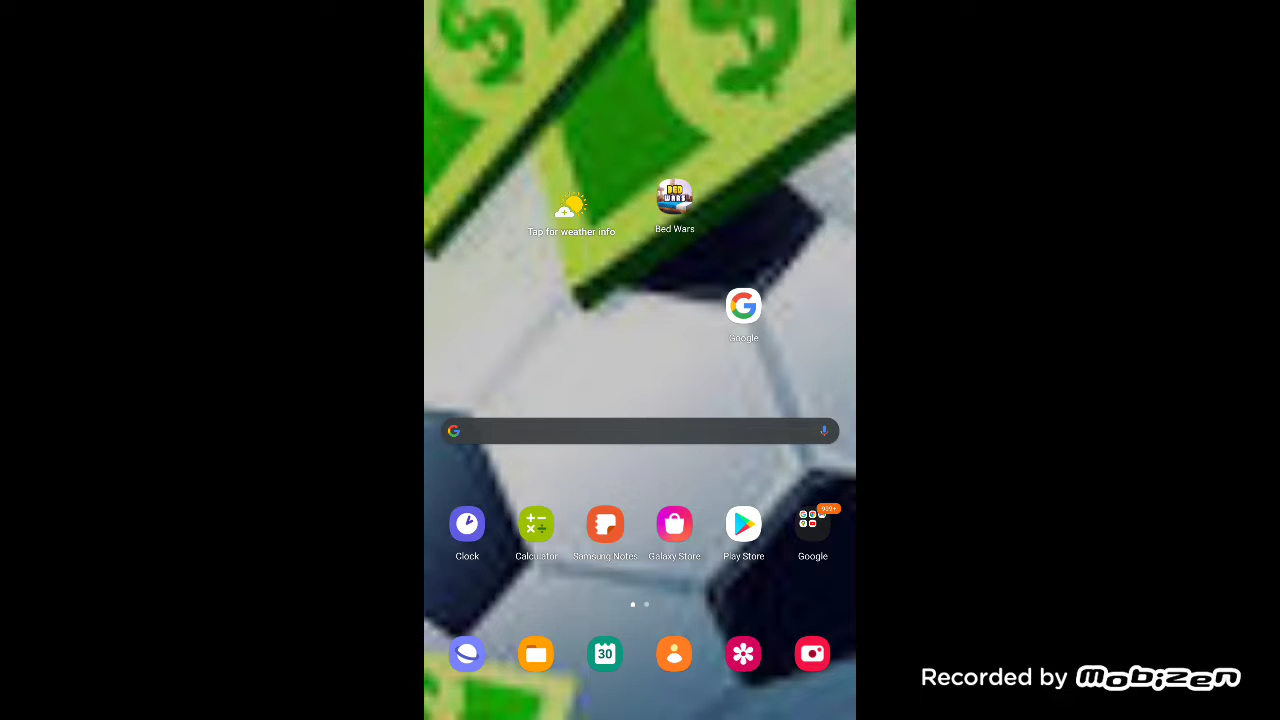 BED
WARS
Tap for weather info
Bed Wars
Google
999+
Clock
Calculator
Samsung Notes
Galaxy Store
Play Store
Google
30
Recorded by mobizen